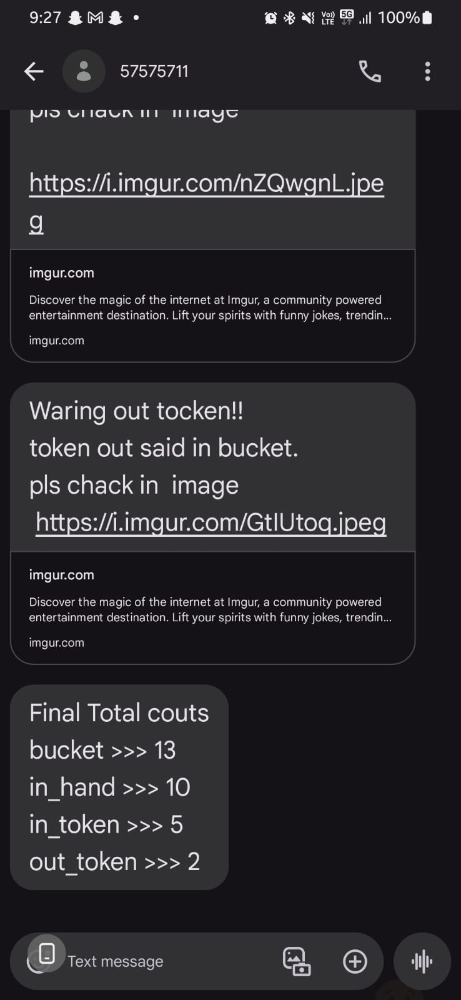 9:27
Vo)) LTE 5G 100%
57575711
pls chack in  image
https://i.imgur.com/nZQwgnL.jpe
g
imgur.com
Discover the magic of the internet at Imgur, a community powered
entertainment destination. Lift your spirits with funny jokes, trendin...
imgur.com
Waring out tocken!!
token out said in bucket.
pls chack in  image
https://i.imgur.com/GtIUtoq.jpeg
imgur.com
Discover the magic of the internet at Imgur, a community powered
entertainment destination. Lift your spirits with funny jokes, trendin...
imgur.com
Final Total couts
bucket >>> 13
in_hand >>> 10
in_token >>> 5
out_token >>> 2
Text message